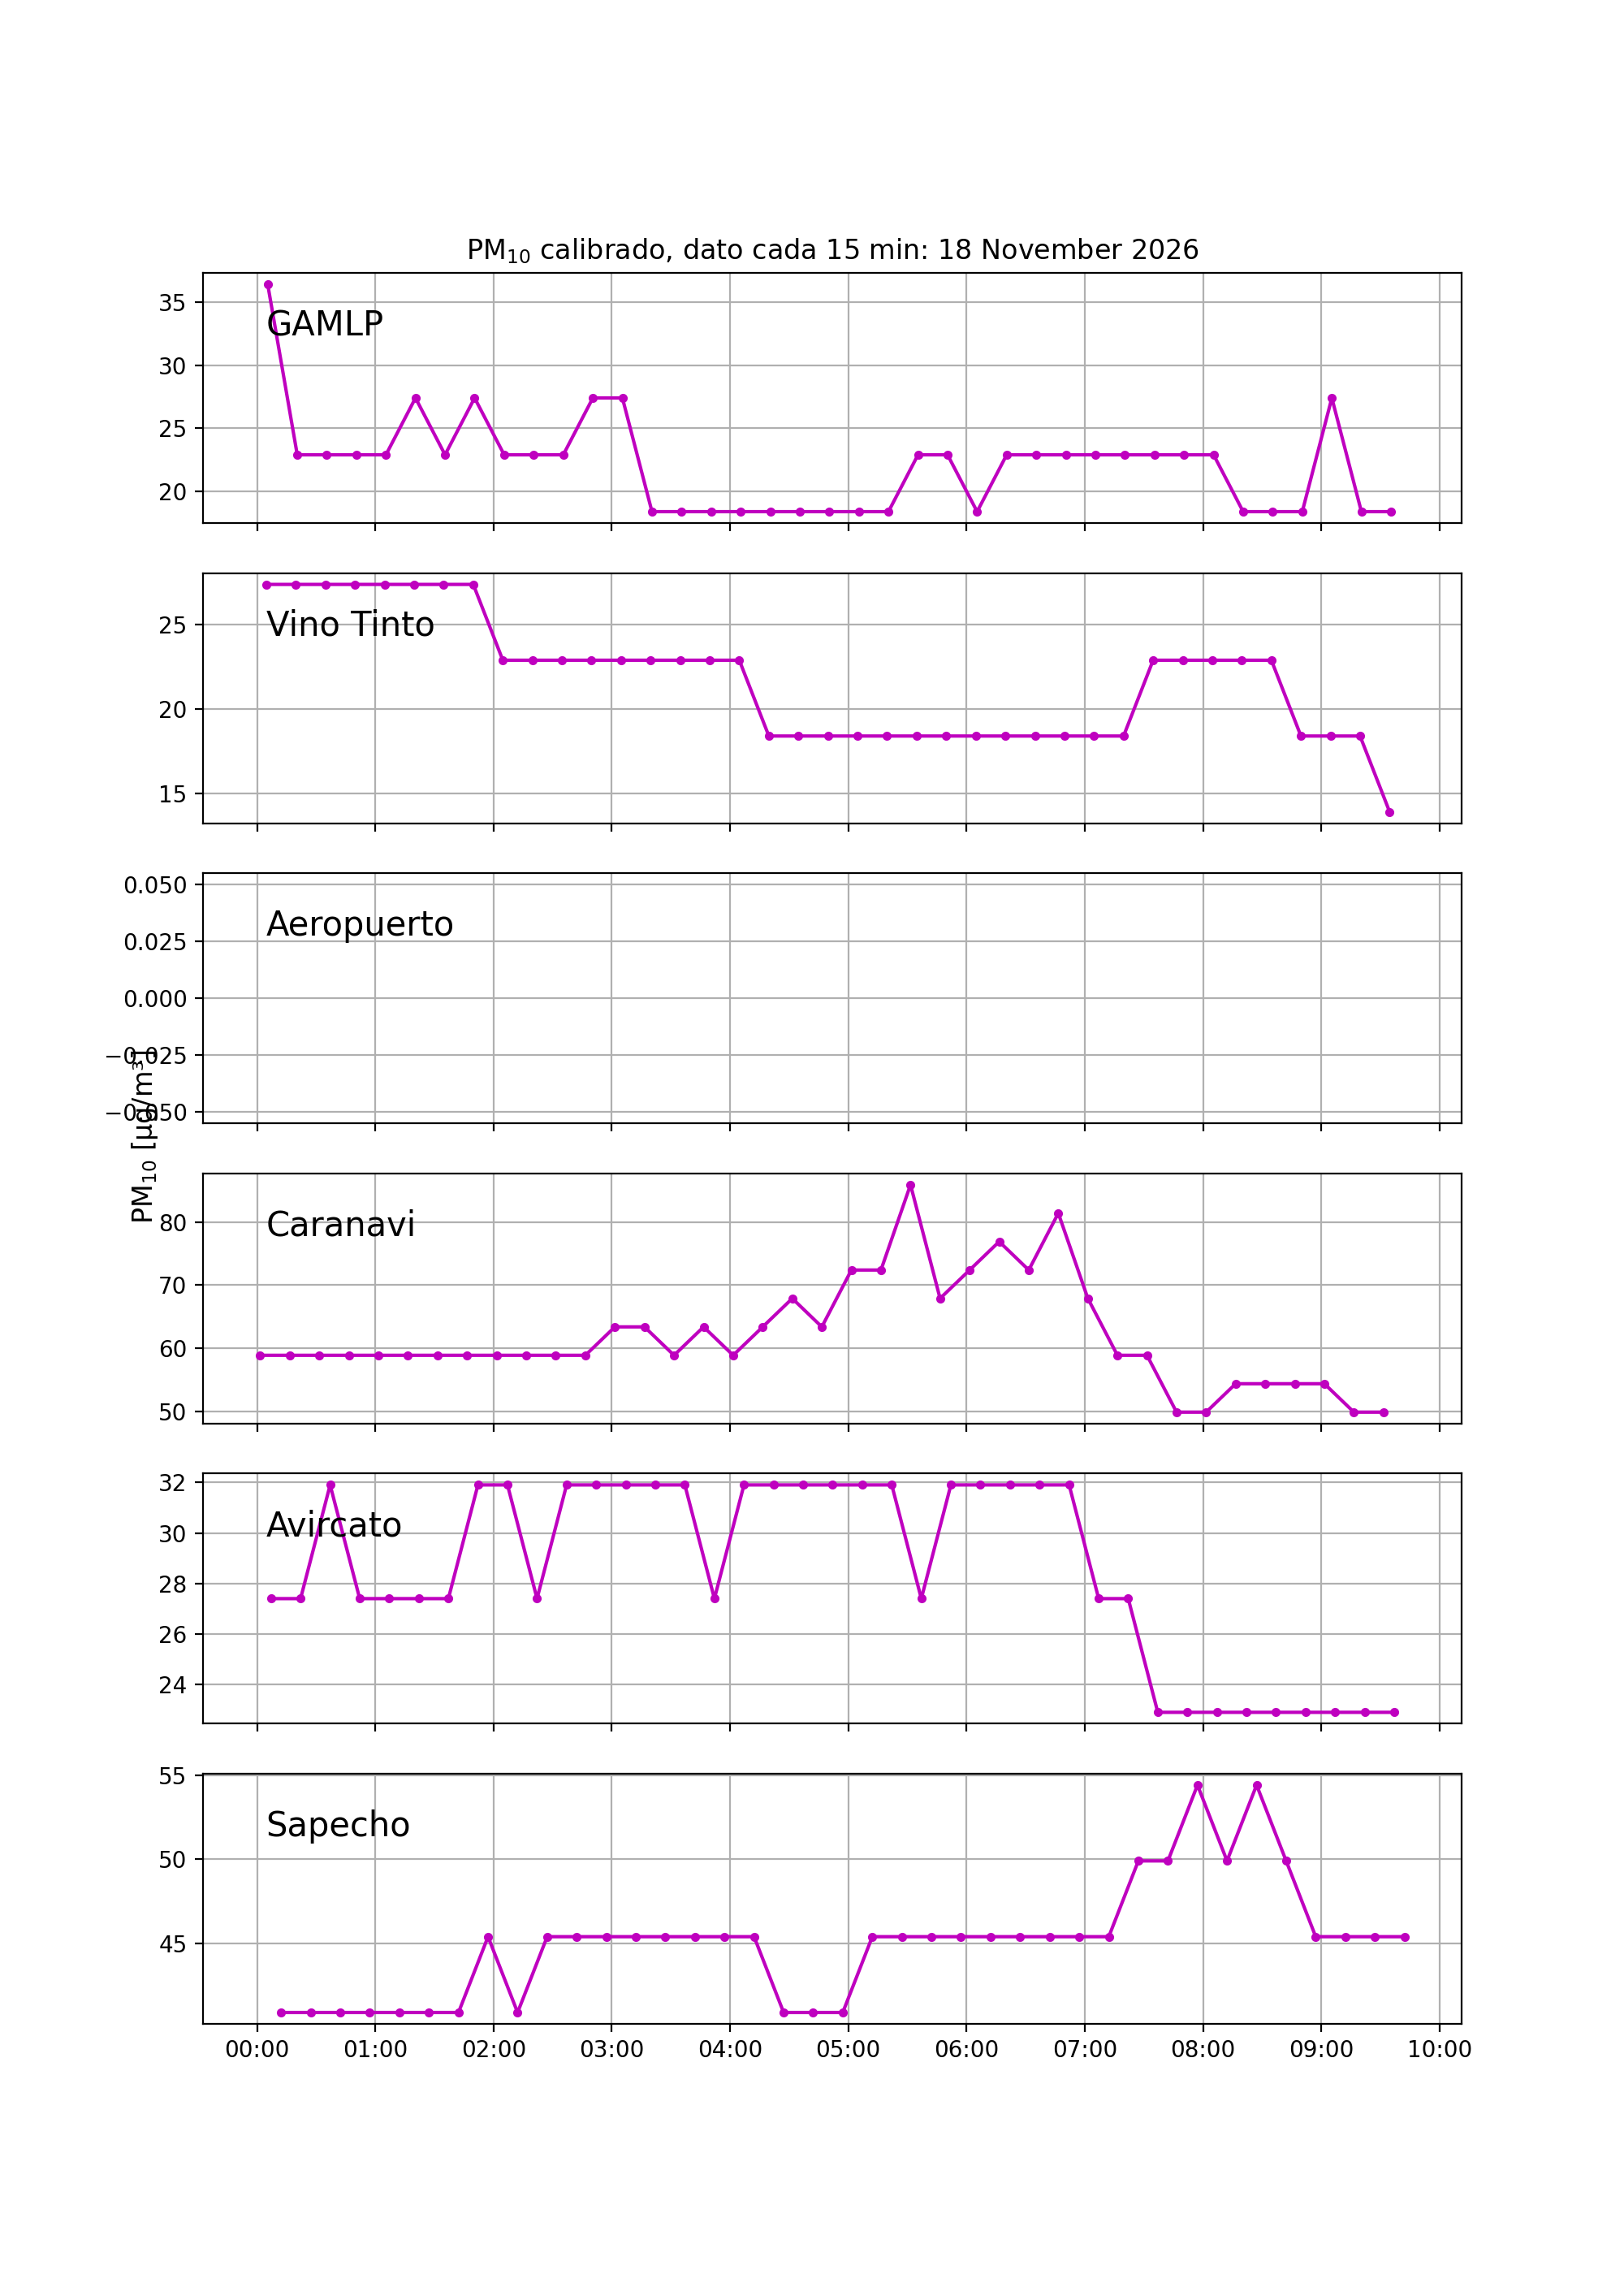 PM₁₀ calibrado, dato cada 15 min: 18 November 2026
GAMLP
35
30
25
20
Vino Tinto
25
20
15
Aeropuerto
0.050
0.025
0.000
−0.025
−0.050
PM₁₀ [µg/m³]
Caranavi
80
70
60
50
Avircato
32
30
28
26
24
Sapecho
55
50
45
00:00 01:00 02:00 03:00 04:00 05:00 06:00 07:00 08:00 09:00 10:00